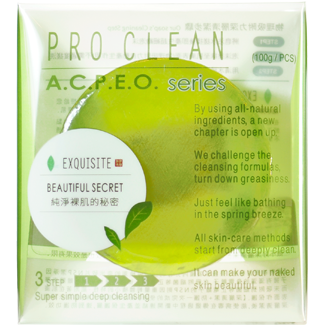 PRO CLEAN
(100g / PCS)
A.C.P.E.O. series
By using all-natural
ingredients, a new
chapter is open up.
EXQUISITE
BEAUTIFUL SECRET
純淨裸肌的秘密
We challenge the
cleansing formulas,
turn down greasiness.
Just feel like bathing
in the spring breeze
All skin-care methods
start from deeply clean
It can make your naked
skin beautiful.
3 STEP 1 2 3
Super simple deep cleansing